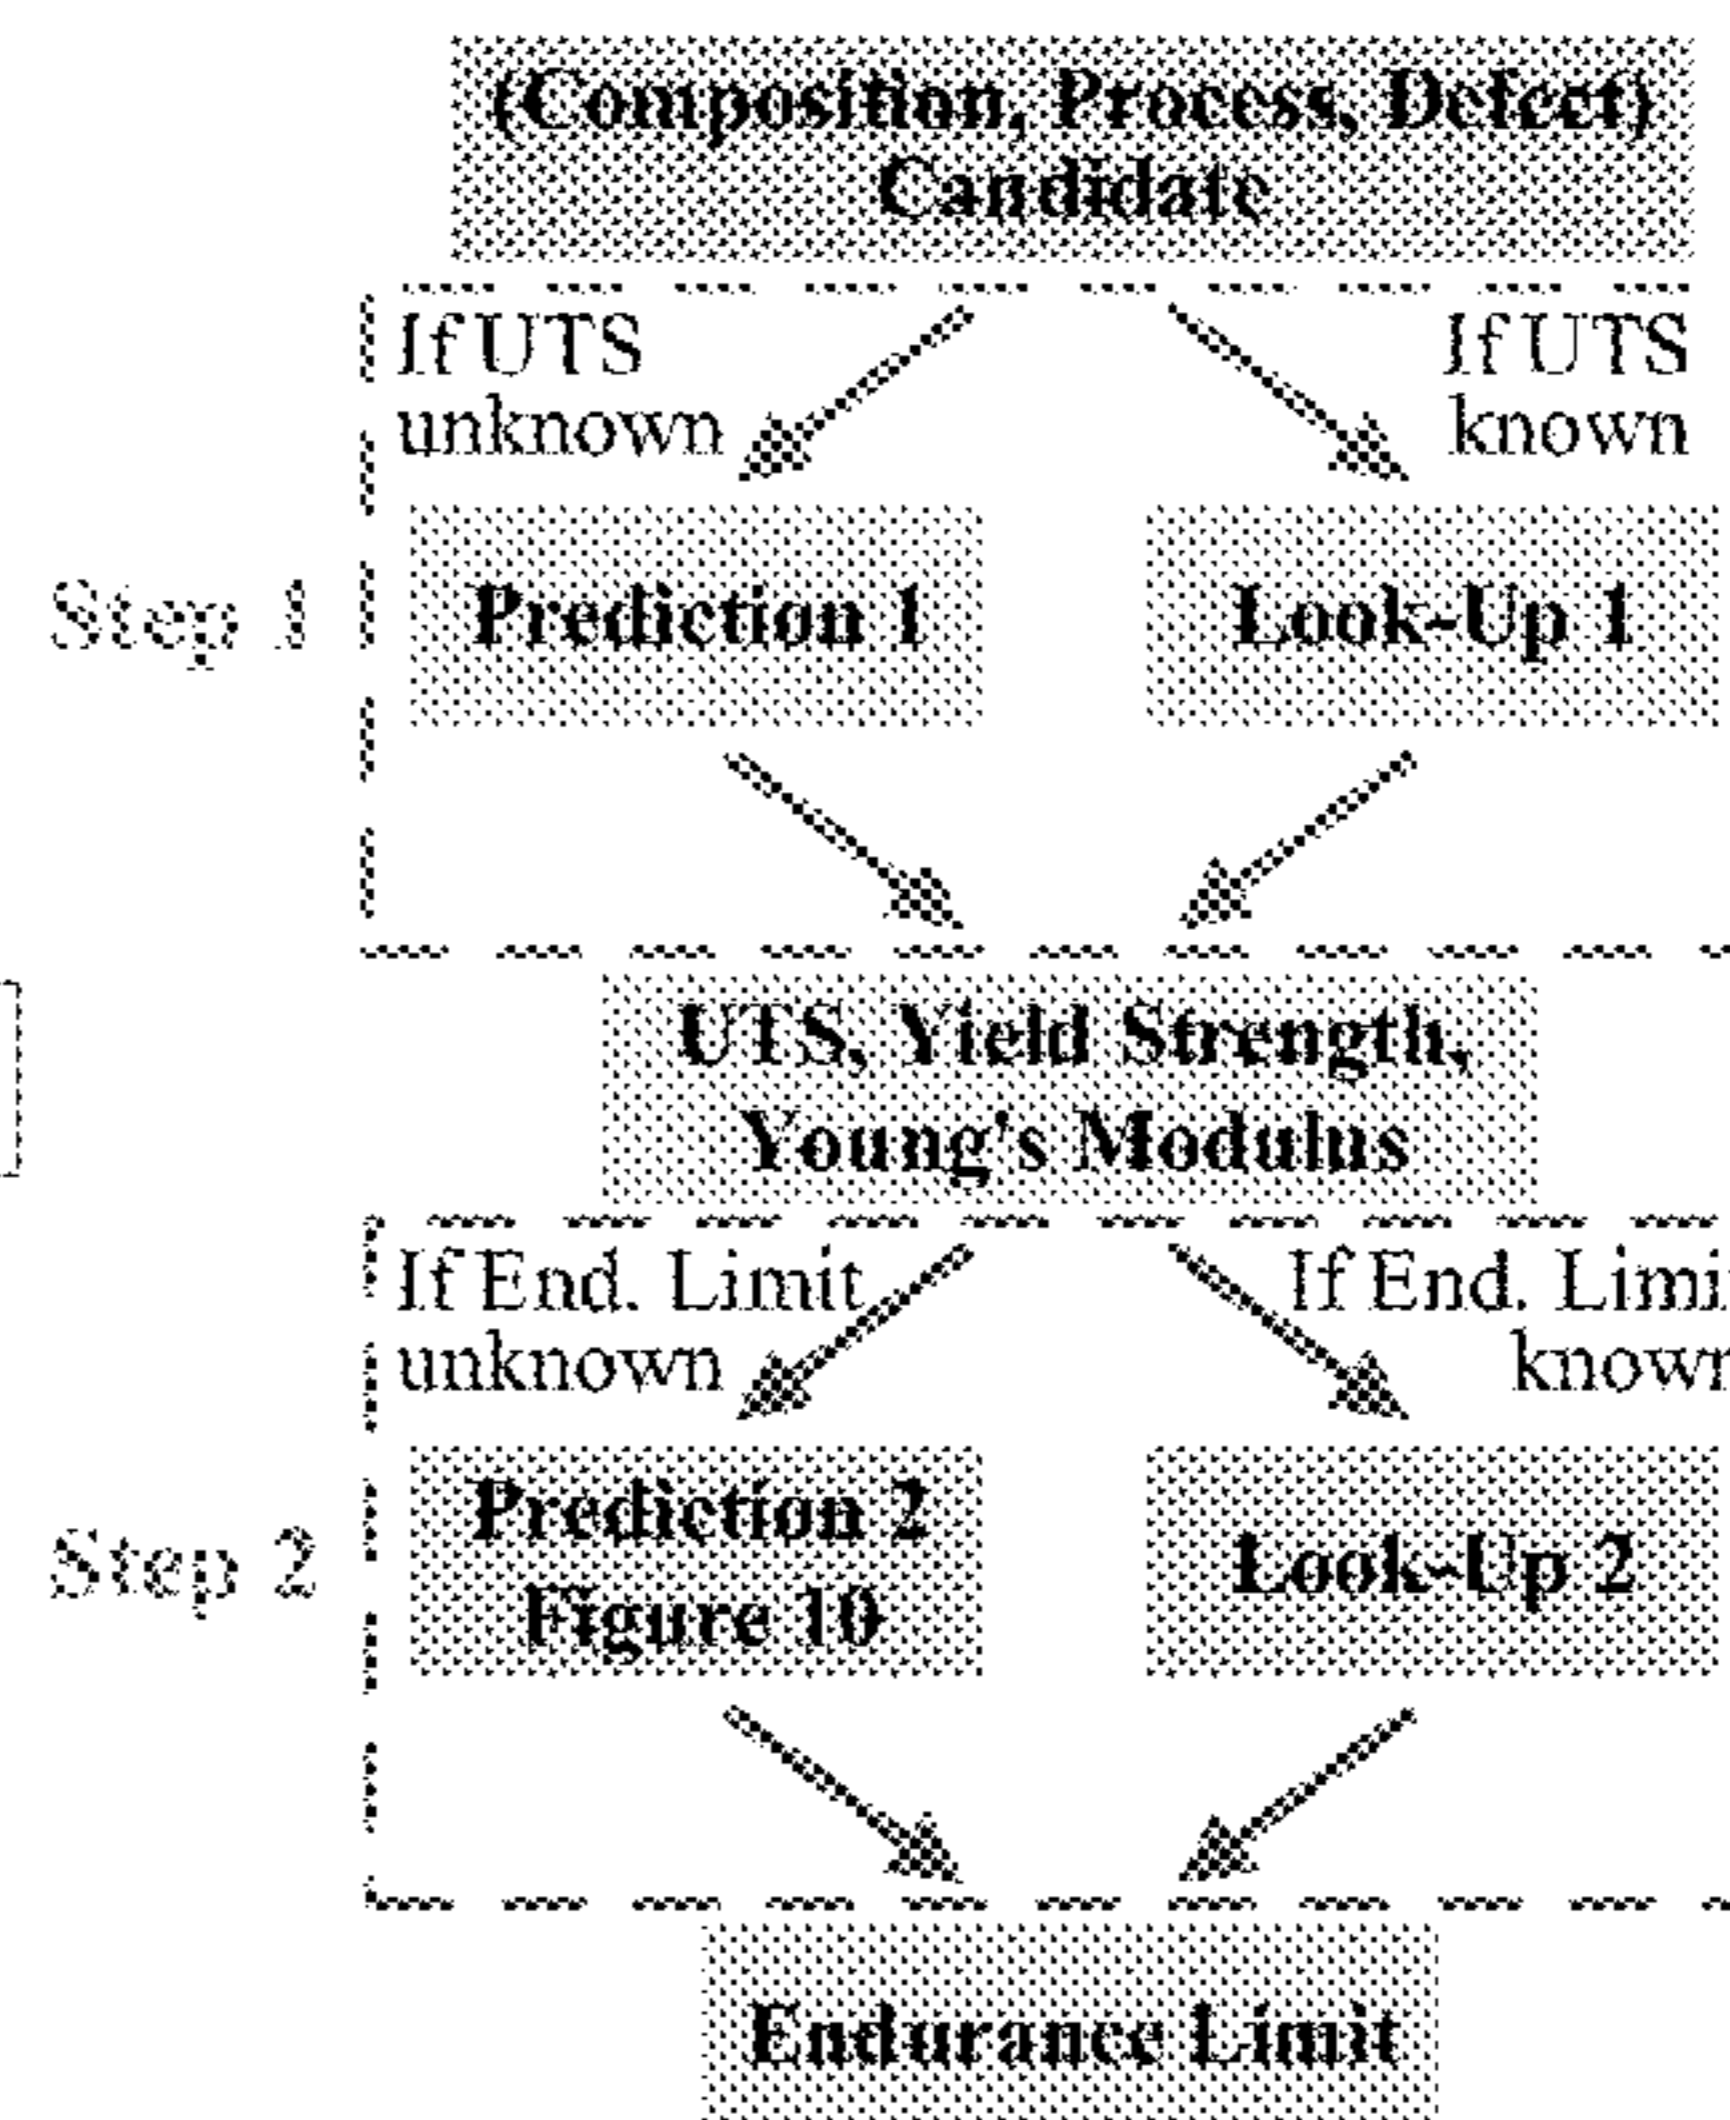 (Composition, Process, Defect)
Candidate
If UTS
unknown
If UTS
known
Step 1
Prediction 1
Look-Up 1
UTS, Yield Strength,
Young's Modulus
If End. Limit
unknown
If End. Limi
known
Step 2
Prediction 2
Figure 10
Look-Up 2
Endurance Limit